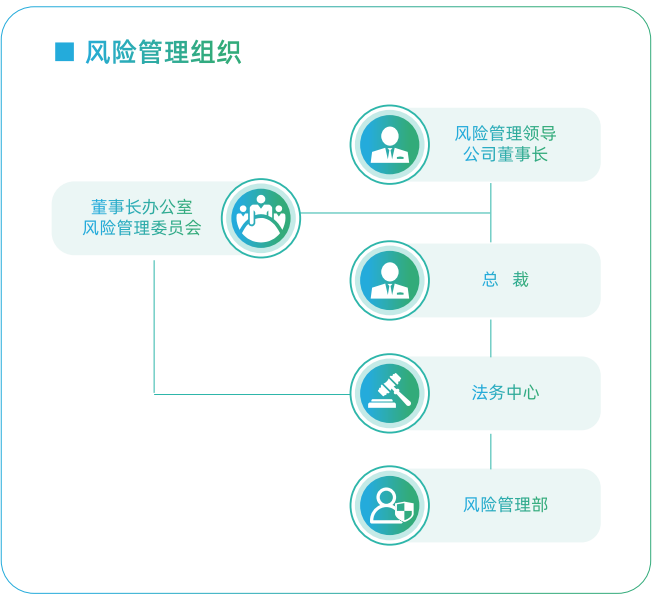 风险管理组织
风险管理领导
公司董事长
董事长办公室
风险管理委员会
总 裁
法务中心
风险管理部